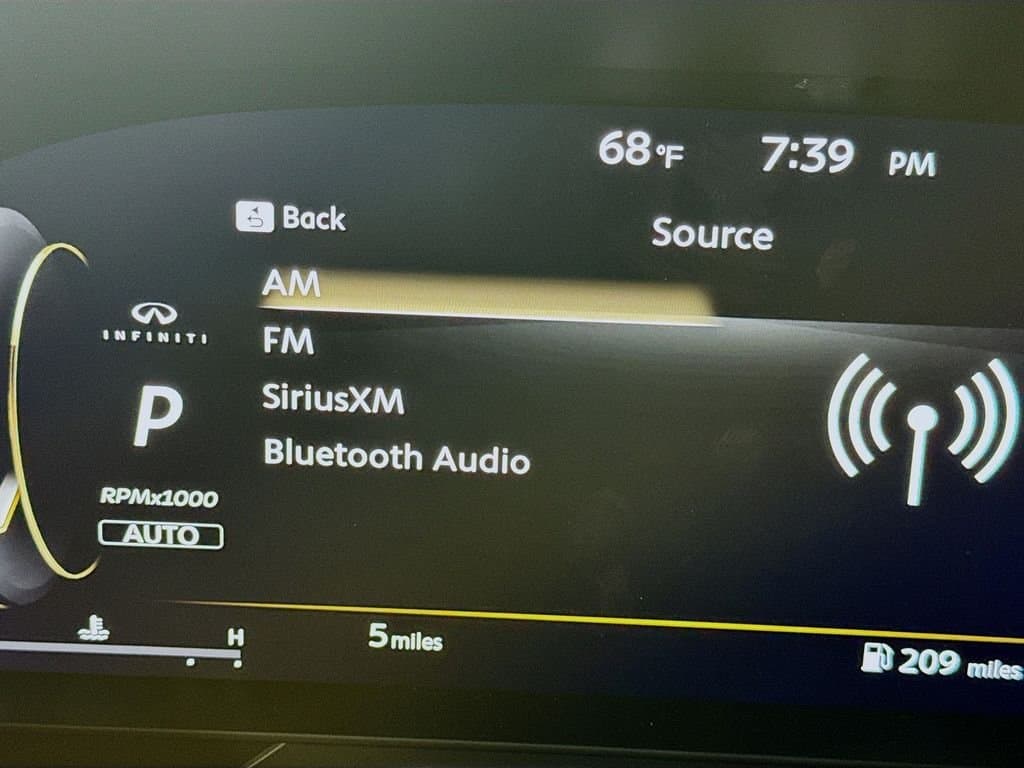 68°F 7:39 PM
Back
Source
AM
INFINITI
FM
P
SiriusXM
Bluetooth Audio
RPMx1000
AUTO
H
5 miles
209 miles